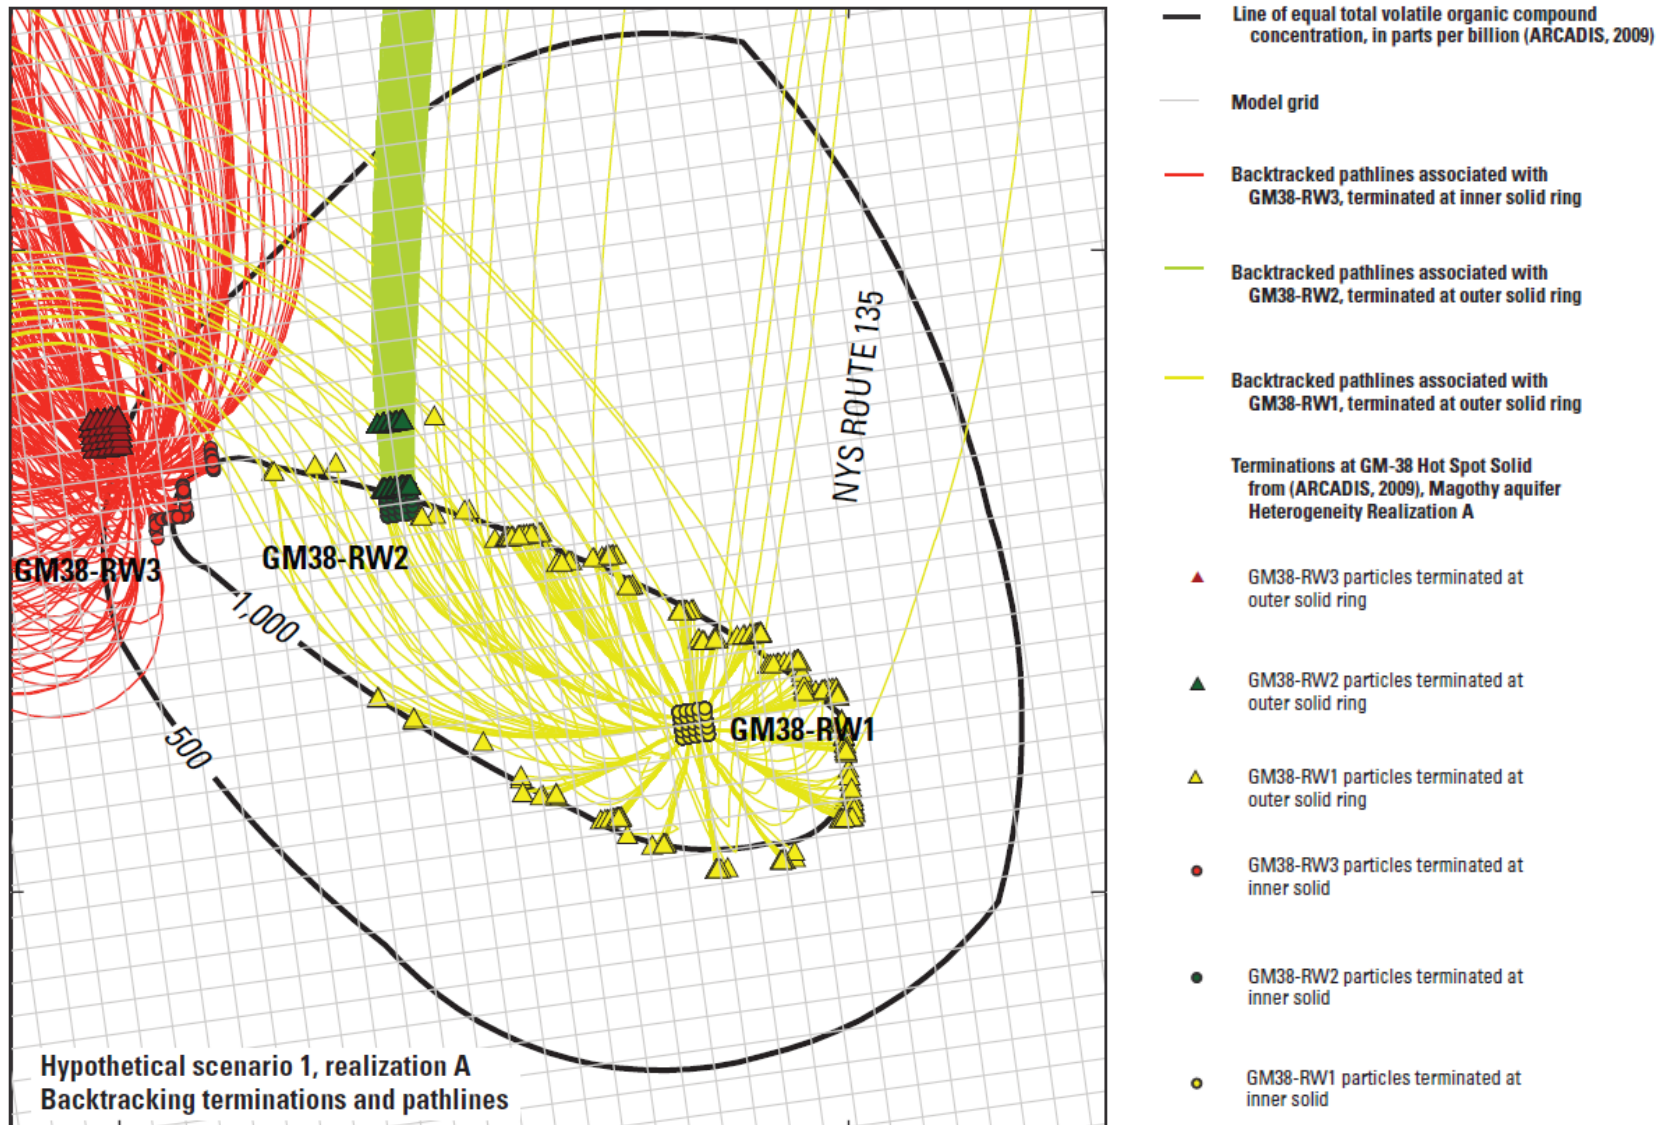 NYS ROUTE 135
GM38-RW2
GM38-RW3
1,000
GM38-RW1
500
Hypothetical scenario 1, realization A
Backtracking terminations and pathlines
Line of equal total volatile organic compound
concentration, in parts per billion (ARCADIS, 2009)
Model grid
Backtracked pathlines associated with
GM38-RW3, terminated at inner solid ring
Backtracked pathlines associated with
GM38-RW2, terminated at outer solid ring
Backtracked pathlines associated with
GM38-RW1, terminated at outer solid ring
Terminations at GM-38 Hot Spot Solid
from (ARCADIS, 2009), Magothy aquifer
Heterogeneity Realization A
GM38-RW3 particles terminated at
outer solid ring
GM38-RW2 particles terminated at
outer solid ring
GM38-RW1 particles terminated at
outer solid ring
GM38-RW3 particles terminated at
inner solid
GM38-RW2 particles terminated at
inner solid
GM38-RW1 particles terminated at
inner solid